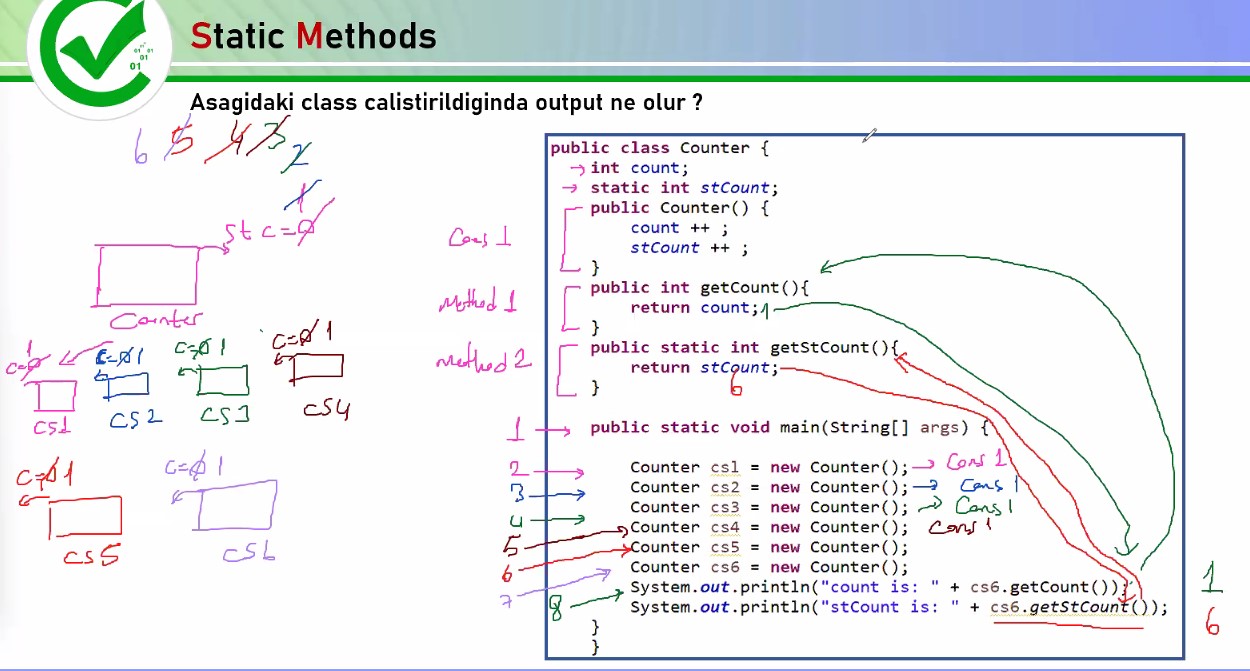 Static Methods
01
01
01
01
Asagidaki class calistirildiginda output ne olur ?
6 5 4 3
2
1
st c=0
Counter
c=0 1
cs1
c=0 1
cs2
c=0 1
cs3
c=0 1
cs4
c=0 1
cs5
c=0 1
cs6
Cons 1
Method 1
method 2
public class Counter {
int count;
static int stCount;
public Counter() {
count ++ ;
stCount ++ ;
}
public int getCount(){
return count; 1
}
public static int getStCount(){
return stCount;
6
}
1 public static void main(String[] args) {
2 Counter cs1 = new Counter(); Cons 1
3 Counter cs2 = new Counter(); Cons 1
4 Counter cs3 = new Counter(); Cons 1
5 Counter cs4 = new Counter(); Cons 1
6 Counter cs5 = new Counter();
7 Counter cs6 = new Counter();
8 System.out.println("count is: " + cs6.getCount()); 1
System.out.println("stCount is: " + cs6.getStCount()); 6
}
}